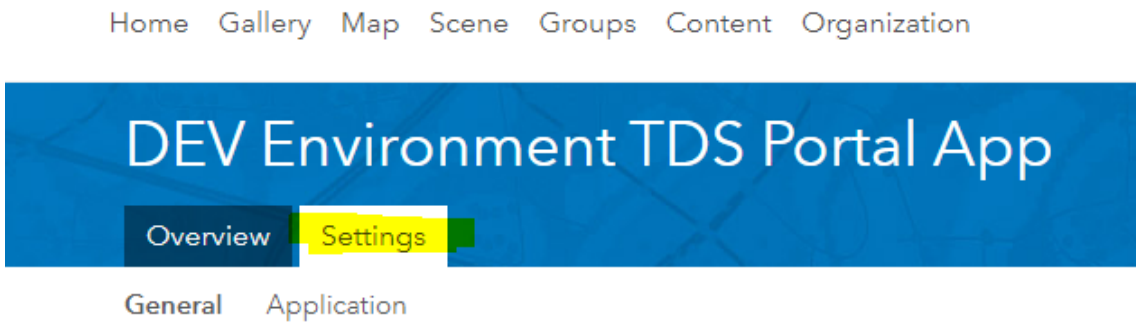 Home Gallery Map Scene Groups Content Organization
DEV Environment TDS Portal App
Overview Settings
General Application